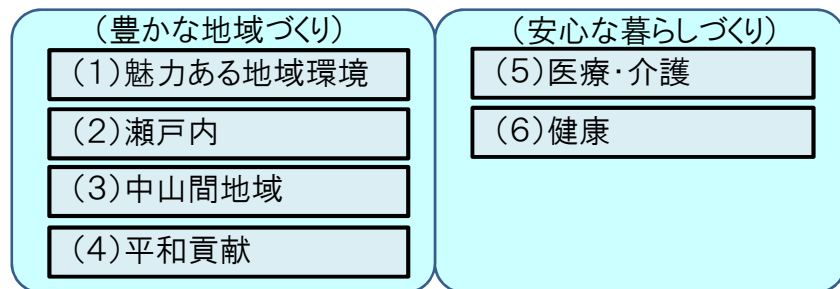 (豊かな地域づくり)
(1)魅力ある地域環境
(2)瀬戸内
(3)中山間地域
(4)平和貢献
(安心な暮らしづくり)
(5)医療・介護
(6)健康